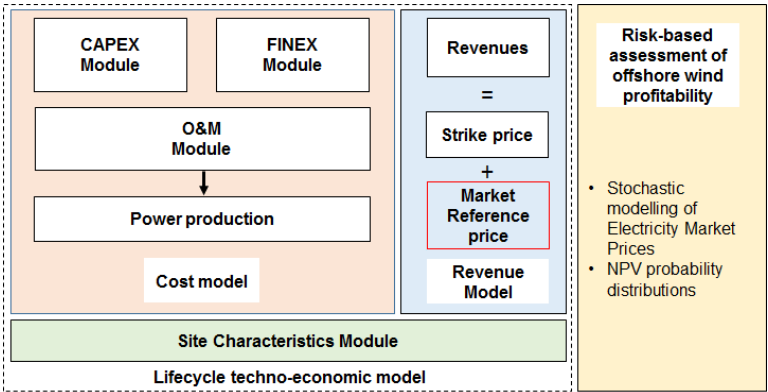 CAPEX
Module
FINEX
Module
O&M
Module
Power production
Cost model
Revenues
=
Strike price
+
Market
Reference
price
Revenue
Model
Site Characteristics Module
Lifecycle techno-economic model
Risk-based
assessment of
offshore wind
profitability
• Stochastic
modelling of
Electricity Market
Prices
• NPV probability
distributions